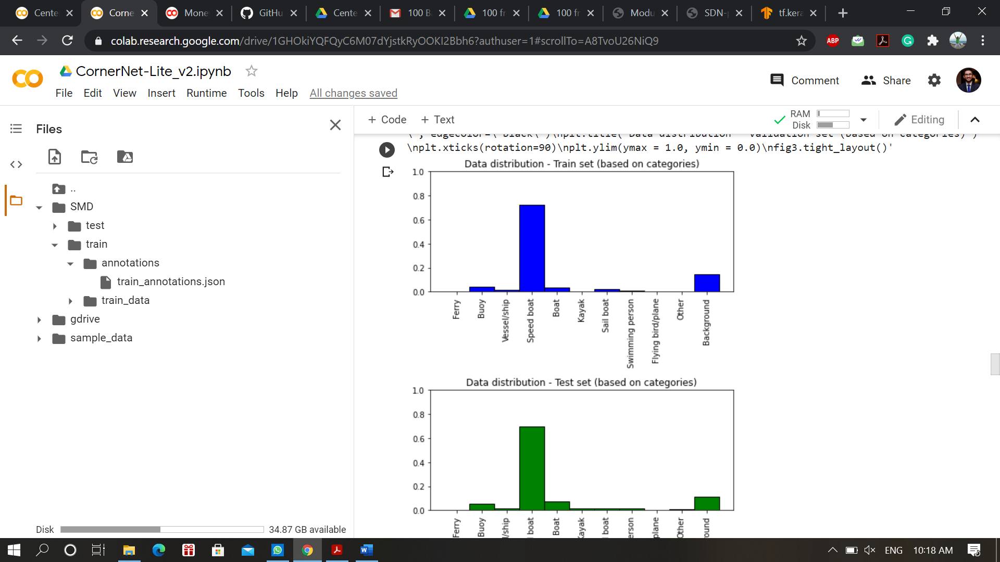 Cente
Corne
Mone
GitHu
Cente
100 B
100 fr
100 fr
Modu
SDN-
tf.kera
colab.research.google.com/drive/1GHOkiYQFQyC6M07dYjstkRyOOKI2Bbh6?authuser=1#scrollTo=A8TvoU26NiQ9
ABP
CornerNet-Lite_v2.ipynb
Comment
Share
File Edit View Insert Runtime Tools Help All changes saved
Files
+ Code + Text
RAM
Disk
Editing
\', edgecolor=\'black\')\nplt.title('Data distribution - Validation set (based on categories)')
\nplt.xticks(rotation=90)\nplt.ylim(ymax = 1.0, ymin = 0.0)\nfig3.tight_layout()'
..
SMD
test
train
annotations
train_annotations.json
train_data
gdrive
sample_data
Data distribution - Train set (based on categories)
1.0
0.8
0.6
0.4
0.2
0.0
Ferry
Buoy
Vessel/ship
Speed boat
Boat
Kayak
Sail boat
Swimming person
Flying bird/plane
Other
Background
Data distribution - Test set (based on categories)
1.0
0.8
0.6
0.4
0.2
0.0
Ferry
Buoy
l/ship
l boat
Boat
Kayak
l boat
erson
plane
Other
ound
Disk
34.87 GB available
ENG
10:18 AM